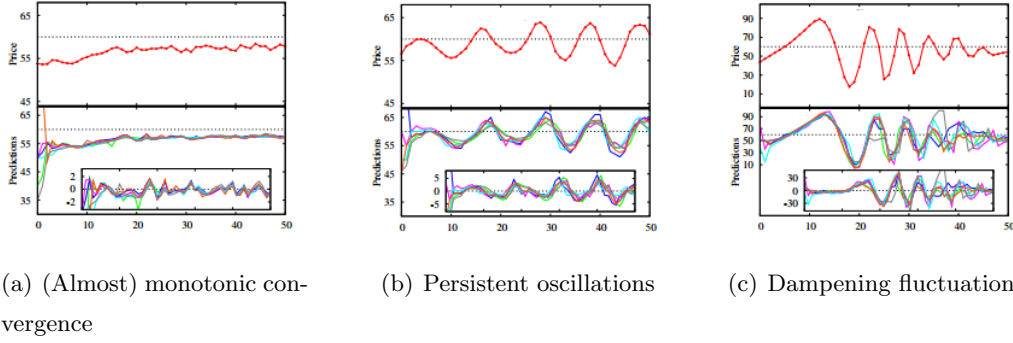 65
55
45
Price
65
55
45
35
Predictions
2
0
-2
0 10 20 30 40 50
65
55
45
Price
65
55
45
35
Predictions
5
0
-5
0 10 20 30 40 50
90
70
50
30
10
Price
90
70
50
30
10
Predictions
30
0
-30
0 10 20 30 40 50
(a) (Almost) monotonic con-
vergence
(b) Persistent oscillations
(c) Dampening fluctuation